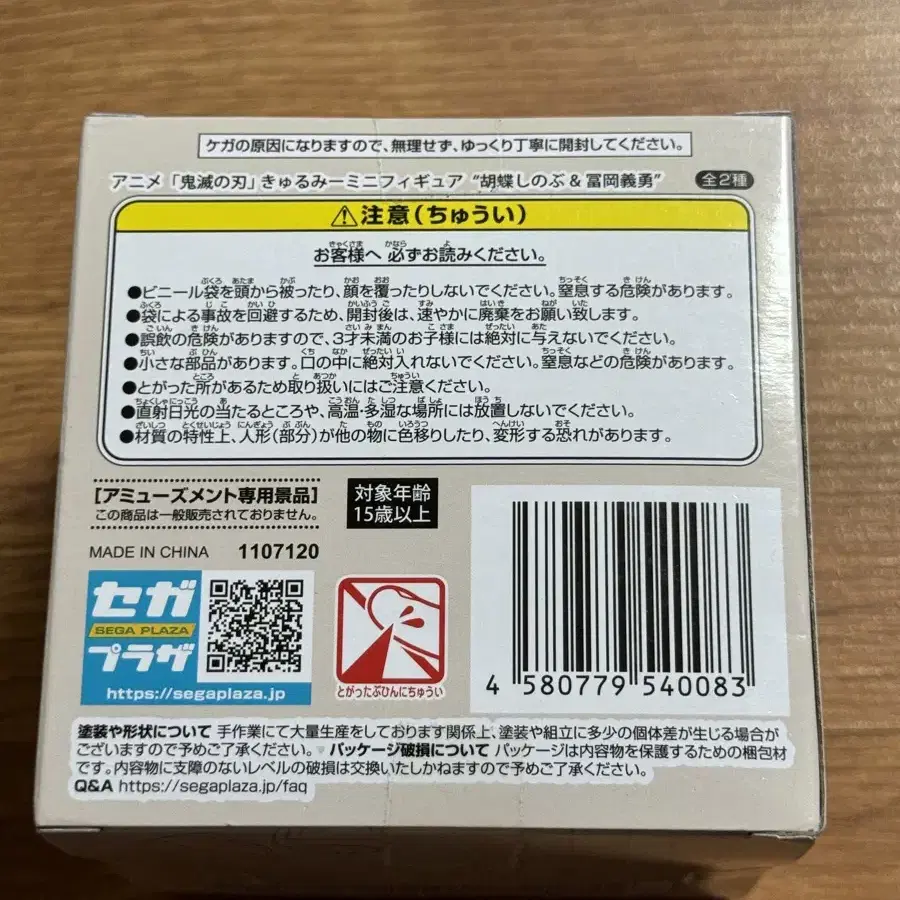 ケガの原因になりますので、無理せず、ゆっくり丁寧に開封してください。
アニメ「鬼滅の刃」きゅるみーミニフィギュア "胡蝶しのぶ&冨岡義勇" 全2種
⚠注意(ちゅうい)
お客様へ 必ずお読みください。
●ビニール袋を頭から被ったり、顔を覆ったりしないでください。窒息する危険があります。
●袋による事故を回避するため、開封後は、速やかに廃棄をお願い致します。
●誤飲の危険がありますので、3才未満のお子様には絶対に与えないでください。
●小さな部品があります。口の中に絶対入れないでください。窒息などの危険があります。
●とがった所があるため取り扱いにはご注意ください。
●直射日光の当たるところや、高温・多湿な場所には放置しないでください。
●材質の特性上、人形(部分)が他の物に色移りしたり、変形する恐れがあります。
[アミューズメント専用景品]
この商品は一般販売されておりません。
対象年齢
15歳以上
MADE IN CHINA 1107120
セガ
SEGA PLAZA
プラザ
https://segaplaza.jp
とがったぶひんにちゅうい
4 580779 540083
塗装や形状について 手作業にて大量生産をしております関係上、塗装や組立に多少の個体差が生じる場合が
ございますので予めご了承ください。▼パッケージ破損について パッケージは内容物を保護するための梱包材
です。内容物に支障のないレベルの破損は交換いたしかねますので予めご了承ください。
Q&A https://segaplaza.jp/faq